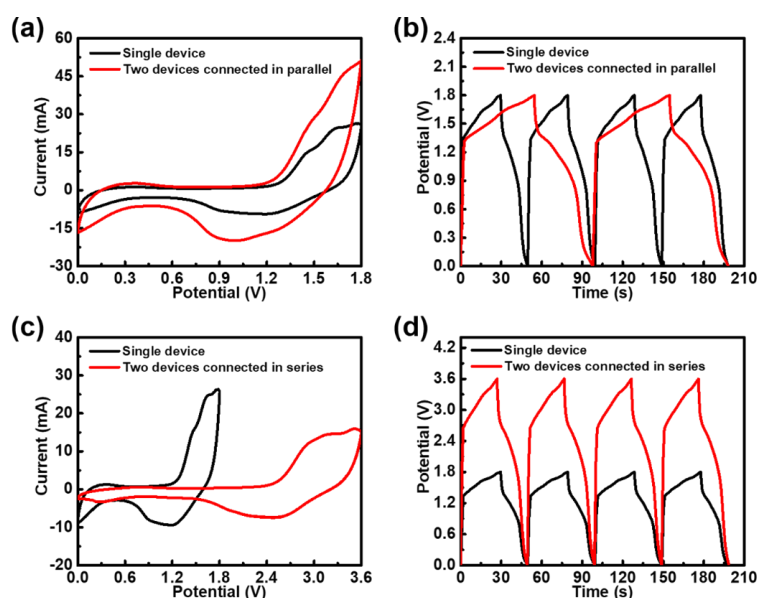 (a)
Single device
Two devices connected in parallel
60
45
30
15
0
-15
-30
Current (mA)
0.0 0.3 0.6 0.9 1.2 1.5 1.8
Potential (V)
(b)
Single device
Two devices connected in parallel
2.4
2.1
1.8
1.5
1.2
0.9
0.6
0.3
0.0
Potential (V)
0 30 60 90 120 150 180 210
Time (s)
(c)
Single device
Two devices connected in series
40
30
20
10
0
-10
-20
Current (mA)
0.0 0.6 1.2 1.8 2.4 3.0 3.6
Potential (V)
(d)
Single device
Two devices connected in series
4.2
3.6
3.0
2.4
1.8
1.2
0.6
0.0
Potential (V)
0 30 60 90 120 150 180 210
Time (s)